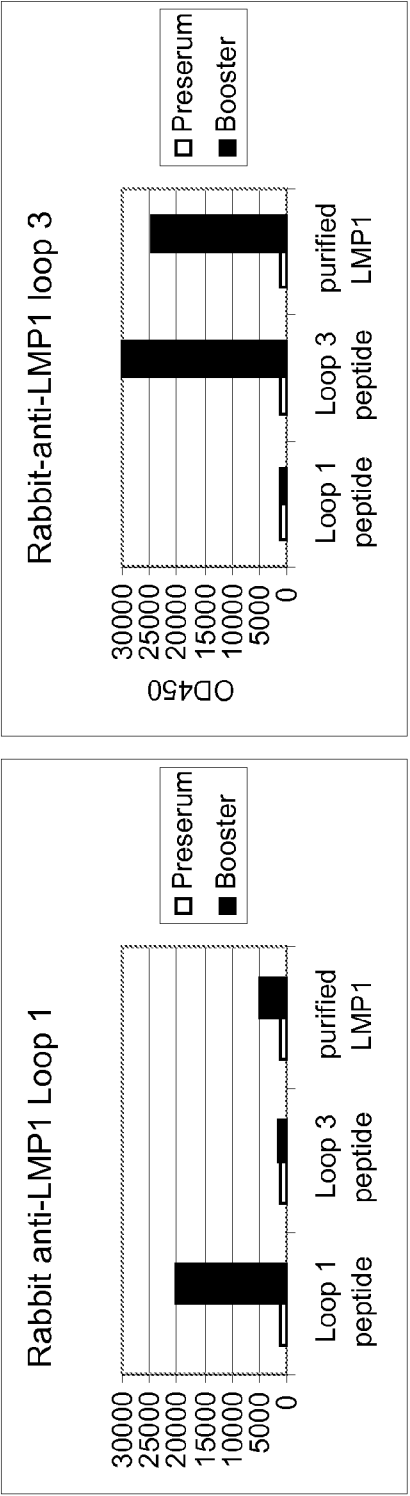 Rabbit anti-LMP1 Loop 1
30000
25000
20000
15000
10000
5000
0
Loop 1
peptide
Loop 3
peptide
purified
LMP1
Preserum
Booster
Rabbit-anti-LMP1 loop 3
OD450
30000
25000
20000
15000
10000
5000
0
Loop 1
peptide
Loop 3
peptide
purified
LMP1
Preserum
Booster